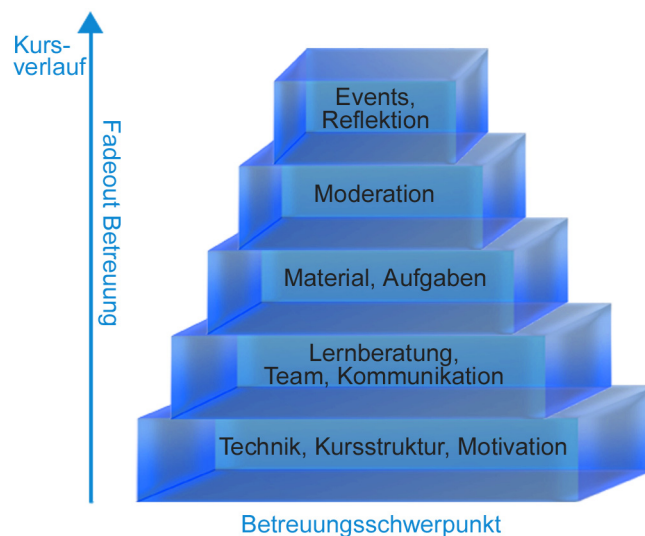 Kurs-
verlauf
Fadeout Betreuung
Events,
Reflektion
Moderation
Material, Aufgaben
Lernberatung,
Team, Kommunikation
Technik, Kursstruktur, Motivation
Betreuungsschwerpunkt